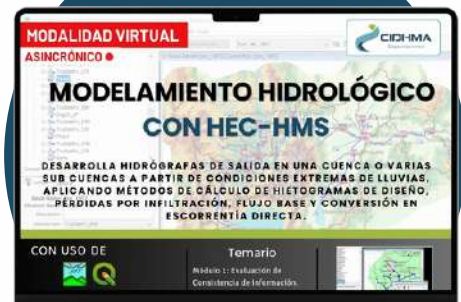 MODALIDAD VIRTUAL
ASINCRÓNICO
CIDHMA
MODELAMIENTO HIDROLÓGICO
CON HEC-HMS
DESARROLLA HIDRÓGRAFAS DE SALIDA EN UNA CUENCA O VARIAS
SUB CUENCAS A PARTIR DE CONDICIONES EXTREMAS DE LLUVIAS,
APLICANDO MÉTODOS DE CÁLCULO DE HIETOGRAMAS DE DISEÑO,
PÉRDIDAS POR INFILTRACIÓN, FLUJO BASE Y CONVERSIÓN EN
ESCORRENTÍA DIRECTA.
CON USO DE
Temario
Módulo 1: Evaluación de
Consistencia de Información.